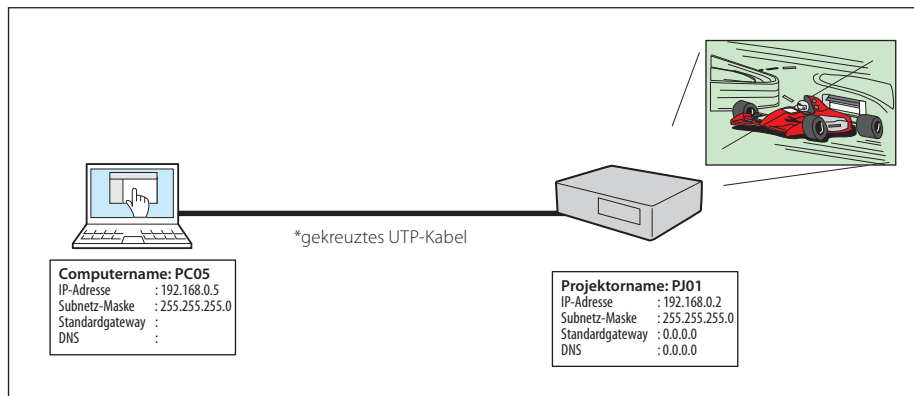 *gekreuztes UTP-Kabel
Computername: PC05
IP-Adresse : 192.168.0.5
Subnetz-Maske : 255.255.255.0
Standardgateway :
DNS :
Projektorname: PJ01
IP-Adresse : 192.168.0.2
Subnetz-Maske : 255.255.255.0
Standardgateway : 0.0.0.0
DNS : 0.0.0.0